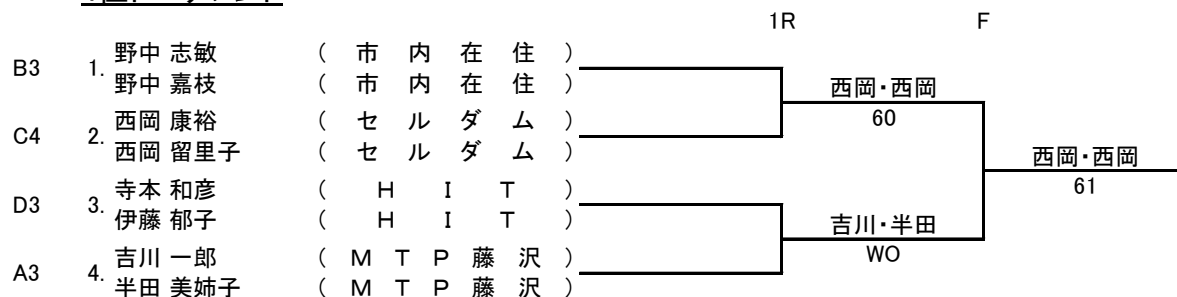 1R F
B3 1. 野中 志敏 ( 市 内 在 住 )
野中 嘉枝 ( 市 内 在 住 )
西岡・西岡
60
C4 2. 西岡 康裕 ( セ ル ダ ム )
西岡 留里子 ( セ ル ダ ム )
西岡・西岡
61
D3 3. 寺本 和彦 ( H I T )
伊藤 郁子 ( H I T )
吉川・半田
WO
A3 4. 吉川 一郎 ( M T P 藤 沢 )
半田 美姉子 ( M T P 藤 沢 )